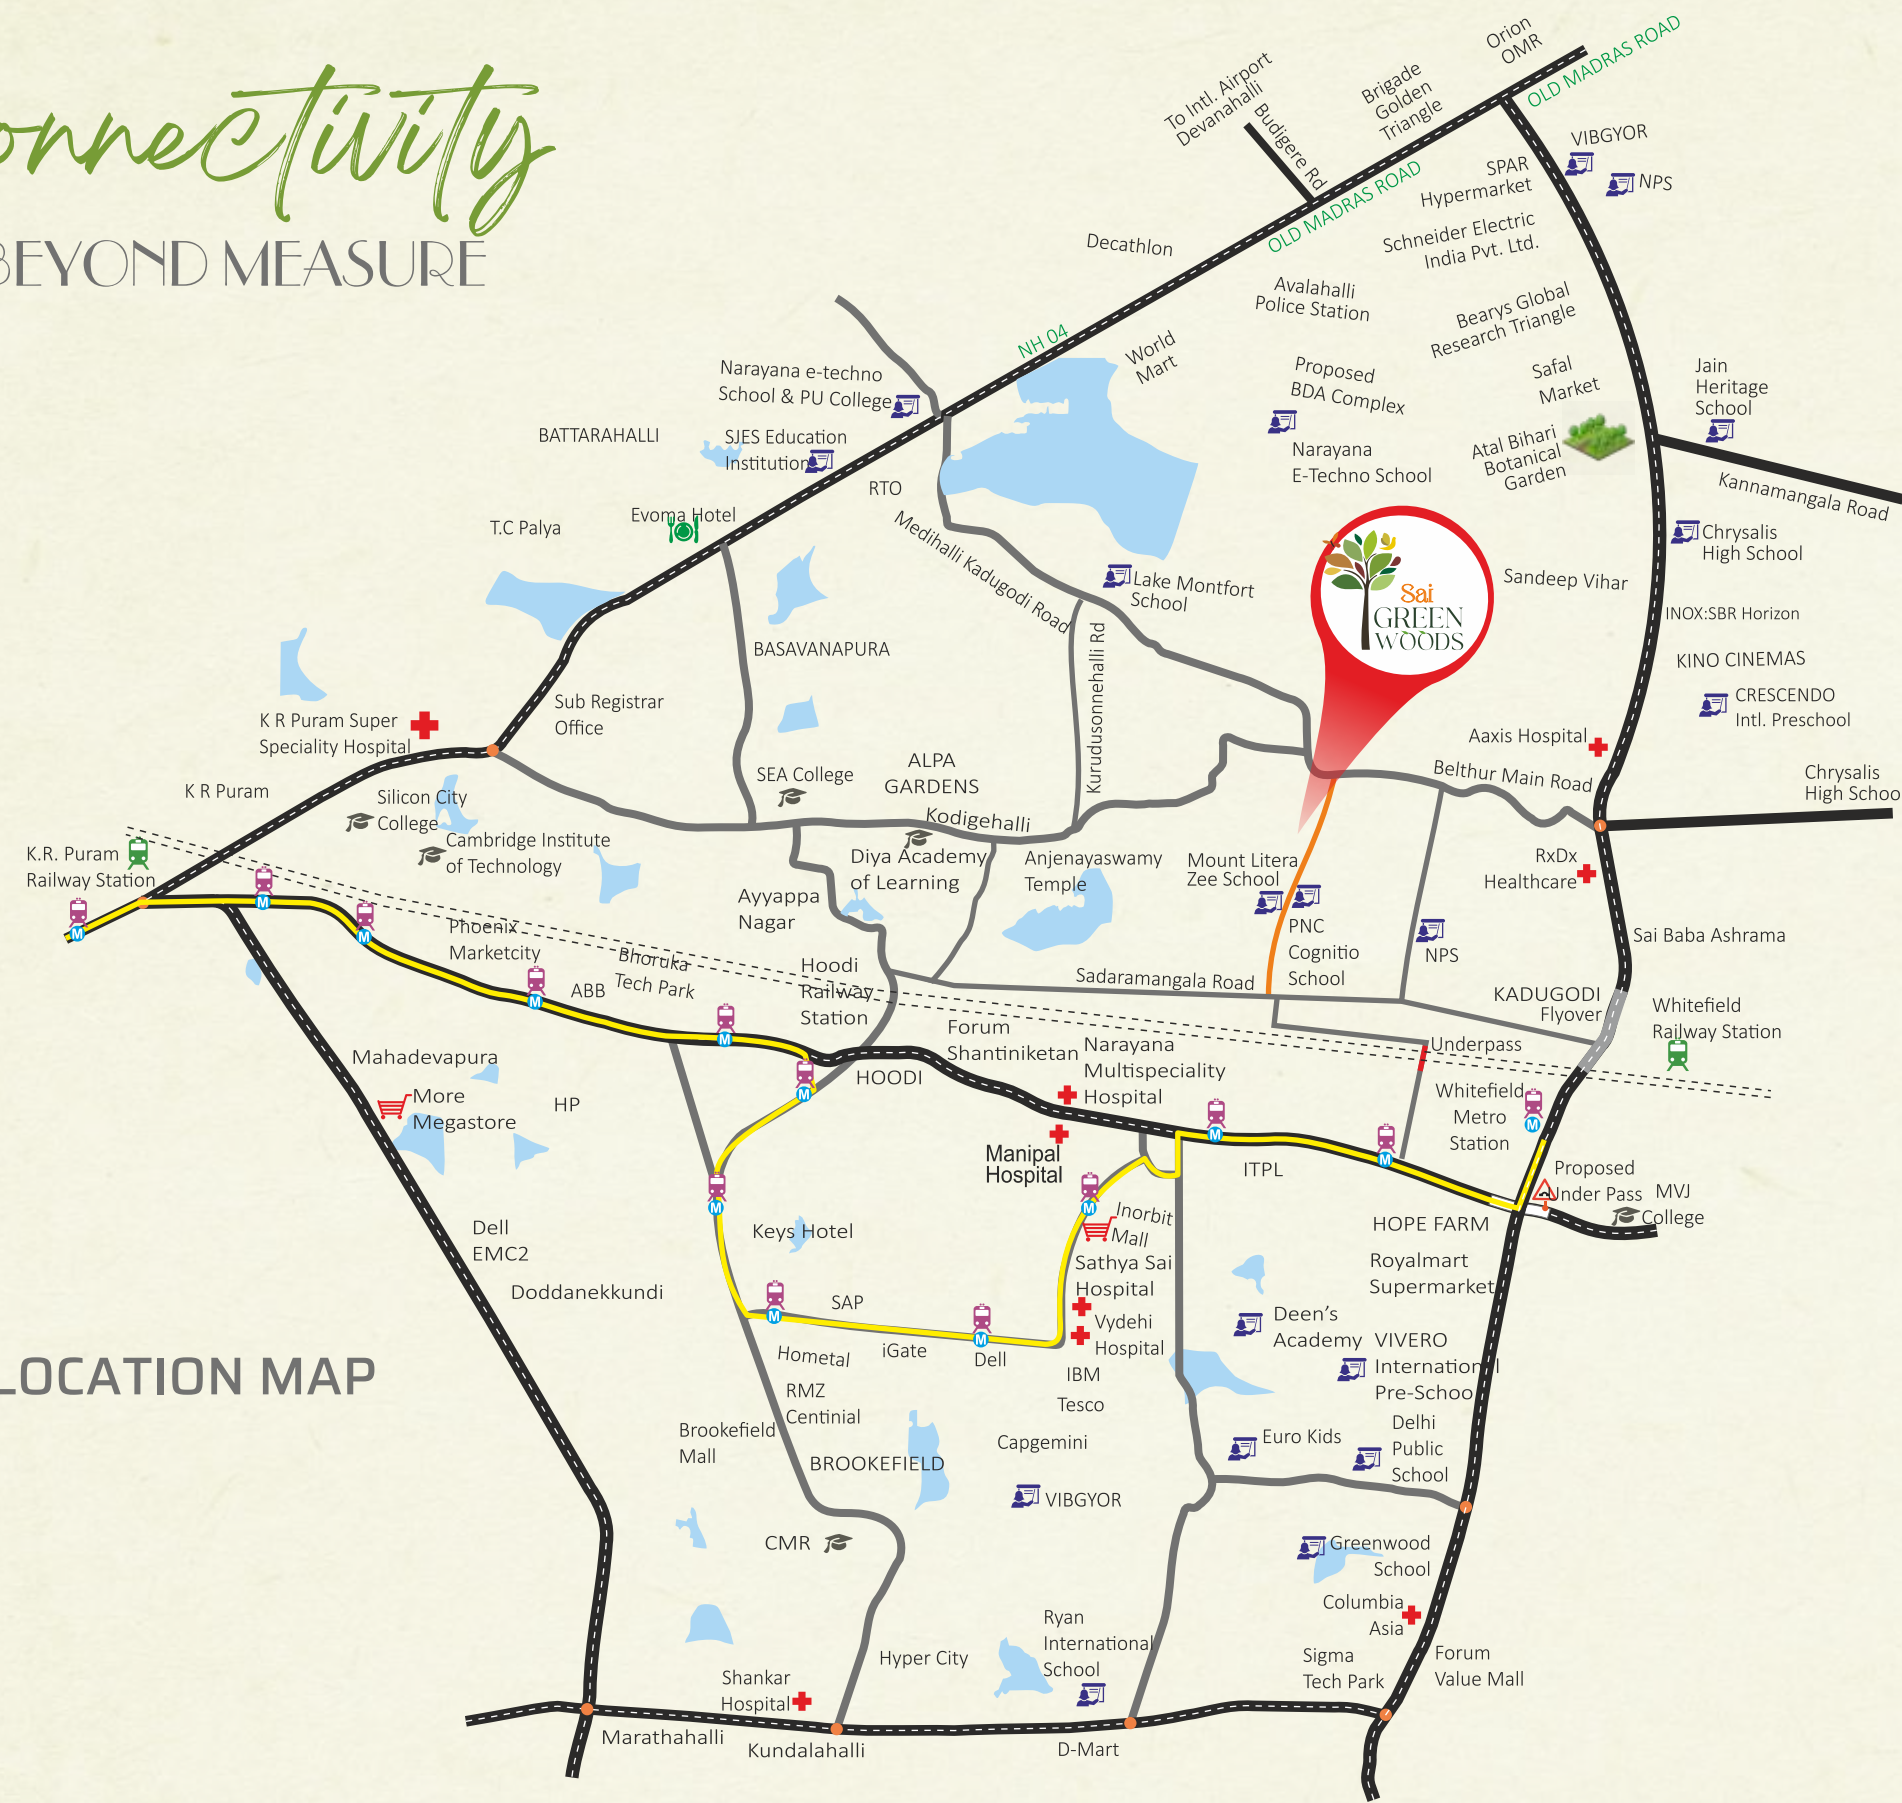 onnectivity
BEYOND MEASURE
Orion
OMR
OLD MADRAS ROAD
To Intl. Airport
Devanahalli
Budigere Rd
Brigade
Golden
Triangle
VIBGYOR
NPS
SPAR
Hypermarket
OLD MADRAS ROAD
Schneider Electric
India Pvt. Ltd.
Decathlon
Avalahalli
Police Station
Bearys Global
Research Triangle
NH 04
World
Mart
Narayana e-techno
School & PU College
Proposed
BDA Complex
Safal
Market
Jain
Heritage
School
BATTARAHALLI
SJES Education
Institution
Narayana
E-Techno School
Atal Bihari
Botanical
Garden
Kannamangala Road
RTO
Evoma Hotel
T.C Palya
Medihalli Kadugodi Road
Lake Montfort
School
Sai
GREEN
WOODS
Sandeep Vihar
Chrysalis
High School
INOX:SBR Horizon
BASAVANAPURA
Kurudusonnehalli Rd
KINO CINEMAS
CRESCENDO
Intl. Preschool
Sub Registrar
Office
K R Puram Super
Speciality Hospital
Aaxis Hospital
Belthur Main Road
Chrysalis
High Schoo
K R Puram
SEA College
ALPA
GARDENS
Silicon City
College
Kodigehalli
Cambridge Institute
of Technology
K.R. Puram
Railway Station
Diya Academy
of Learning
Anjenayaswamy
Temple
Mount Litera
Zee School
RxDx
Healthcare
Ayyappa
Nagar
Phoenix
Marketcity
PNC
Cognitio
School
NPS
Sai Baba Ashrama
Bhoruka
Tech Park
ABB
Hoodi
Railway
Station
Sadaramangala Road
KADUGODI
Flyover
Whitefield
Railway Station
Forum
Shantiniketan
Narayana
Multispeciality
Hospital
Underpass
Mahadevapura
HOODI
More
Megastore
HP
Whitefield
Metro
Station
Manipal
Hospital
ITPL
Proposed
Under Pass
MVJ
College
Dell
EMC2
Keys Hotel
Inorbit
Mall
HOPE FARM
Sathya Sai
Hospital
Royalmart
Supermarket
Doddanekkundi
SAP
Vydehi
Hospital
Deen's
Academy
VIVERO
International
Pre-Schoo
Hometal
iGate
Dell
IBM
LOCATION MAP
RMZ
Centinial
Tesco
Brookefield
Mall
Capgemini
Euro Kids
Delhi
Public
School
BROOKEFIELD
VIBGYOR
CMR
Greenwood
School
Columbia
Asia
Ryan
International
School
Hyper City
Sigma
Tech Park
Forum
Value Mall
Shankar
Hospital
Marathahalli
Kundalahalli
D-Mart
M
M
M
M
M
M
M
M
M
M
M
M
M